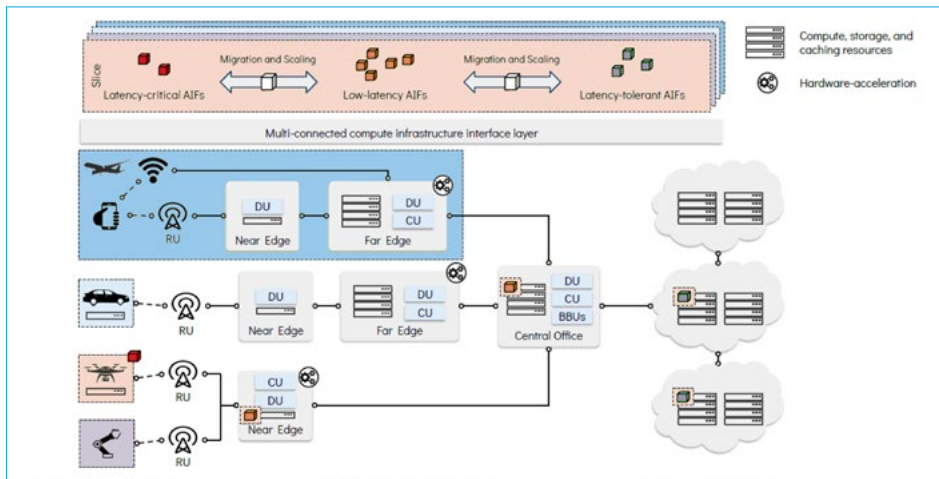 Slice
Migration and Scaling
Migration and Scaling
Latency-critical AIFs
Low-latency AIFs
Latency-tolerant AIFs
Compute, storage, and
caching resources
Hardware-acceleration
Multi-connected compute infrastructure interface layer
RU
DU
Near Edge
DU
CU
Far Edge
RU
DU
Near Edge
DU
CU
Far Edge
DU
CU
BBUs
Central Office
RU
CU
DU
Near Edge
RU